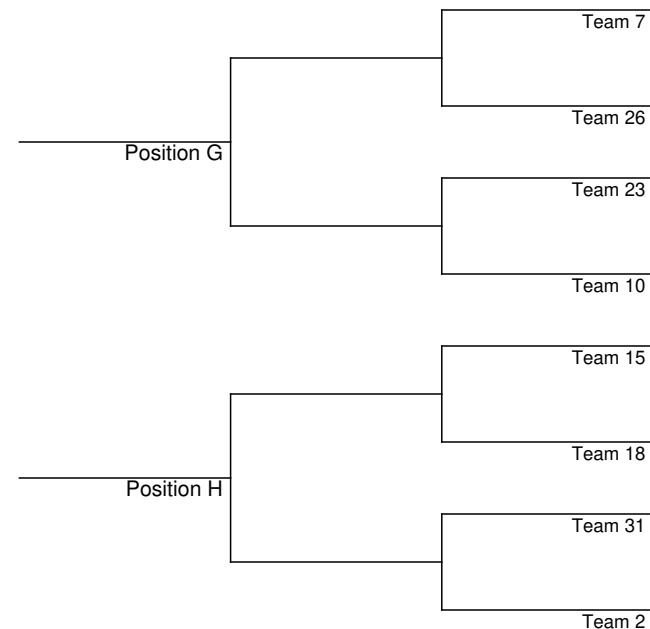 Team 7
Team 26
Position G
Team 23
Team 10
Team 15
Team 18
Position H
Team 31
Team 2